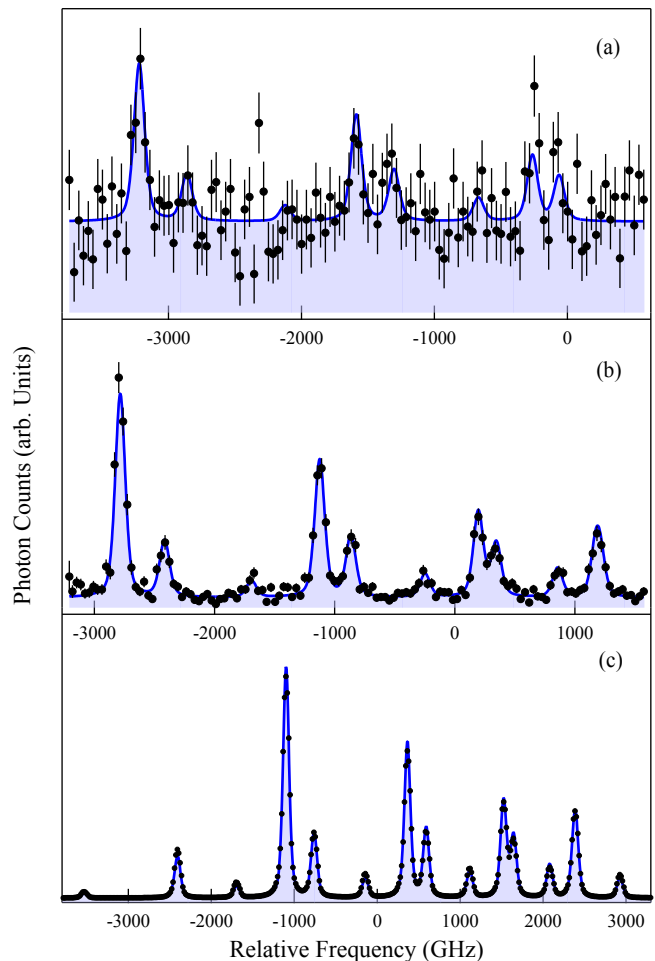 (a)
-3000 -2000 -1000 0
(b)
-3000 -2000 -1000 0 1000
(c)
-3000 -2000 -1000 0 1000 2000 3000
Photon Counts (arb. Units)
Relative Frequency (GHz)